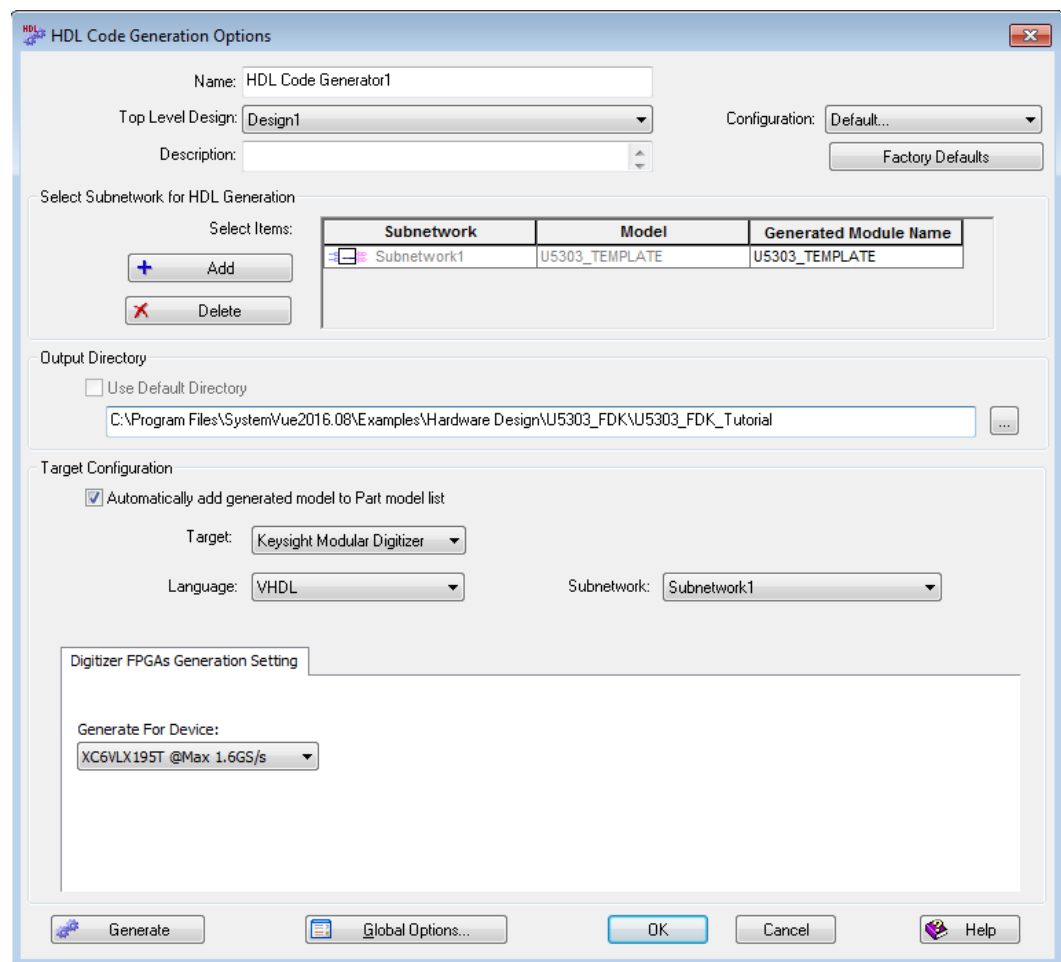 HDL HDL Code Generation Options
Name: HDL Code Generator1
Top Level Design: Design1 Configuration: Default...
Description: Factory Defaults
Select Subnetwork for HDL Generation
Select Items: Subnetwork Model Generated Module Name
Subnetwork1 U5303_TEMPLATE U5303_TEMPLATE
Add
Delete
Output Directory
Use Default Directory
C:\Program Files\SystemVue2016.08\Examples\Hardware Design\U5303_FDK\U5303_FDK_Tutorial ...
Target Configuration
Automatically add generated model to Part model list
Target: Keysight Modular Digitizer
Language: VHDL Subnetwork: Subnetwork1
Digitizer FPGAs Generation Setting
Generate For Device:
XC6VLX195T @Max 1.6GS/s
Generate Global Options... OK Cancel Help